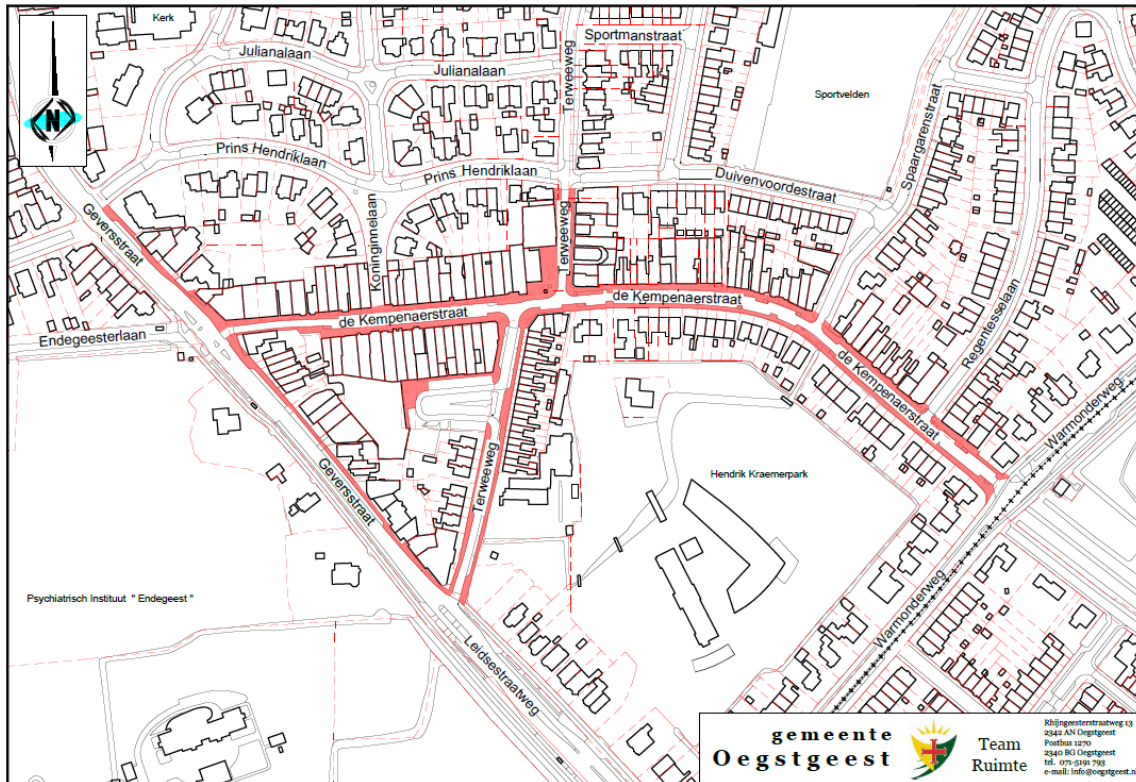 Kerk
Sportmanstraat
Julianalaan
Julianalaan
Terweeweg
Sportvelden
Spaargarenstraat
Prins Hendriklaan
Prins Hendriklaan
Duivenvoordestraat
N
Geversstraat
Koninginnelaan
Terweeweg
de Kempenaerstraat
de Kempenaerstraat
Endegeesterlaan
Regentesselaan
de Kempenaerstraat
Warmonderweg
Geversstraat
Terweeweg
Hendrik Kraemerpark
Psychiatrisch Instituut " Endegeest "
Leidsestraatweg
Warmonderweg
gemeente
Oegstgeest
Team
Ruimte
Rhijngeesterstraatweg 13
2342 AN Oegstgeest
Postbus 1270
2340 BG Oegstgeest
tel. 071-5191 793
e-mail: info@oegstgeest.nl